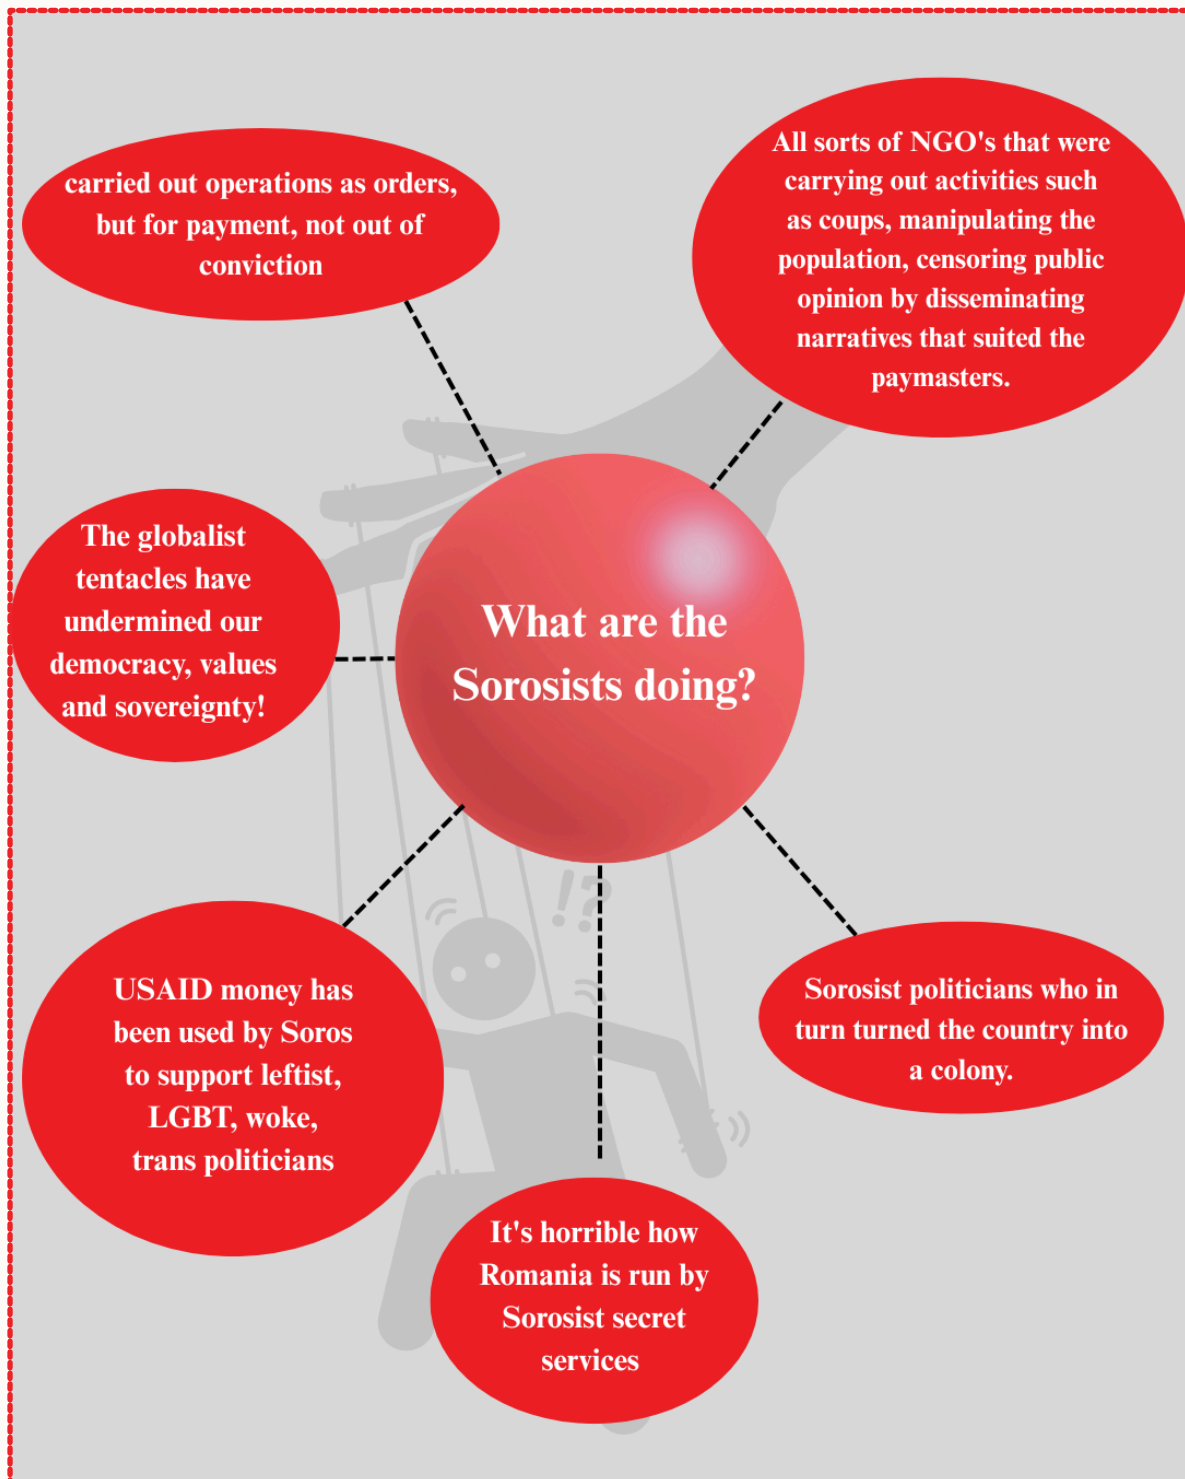 carried out operations as orders,
but for payment, not out of
conviction
All sorts of NGO's that were
carrying out activities such
as coups, manipulating the
population, censoring public
opinion by disseminating
narratives that suited the
paymasters.
The globalist
tentacles have
undermined our
democracy, values
and sovereignty!
What are the
Sorosists doing?
USAID money has
been used by Soros
to support leftist,
LGBT, woke,
trans politicians
Sorosist politicians who in
turn turned the country into
a colony.
It's horrible how
Romania is run by
Sorosist secret
services
!?